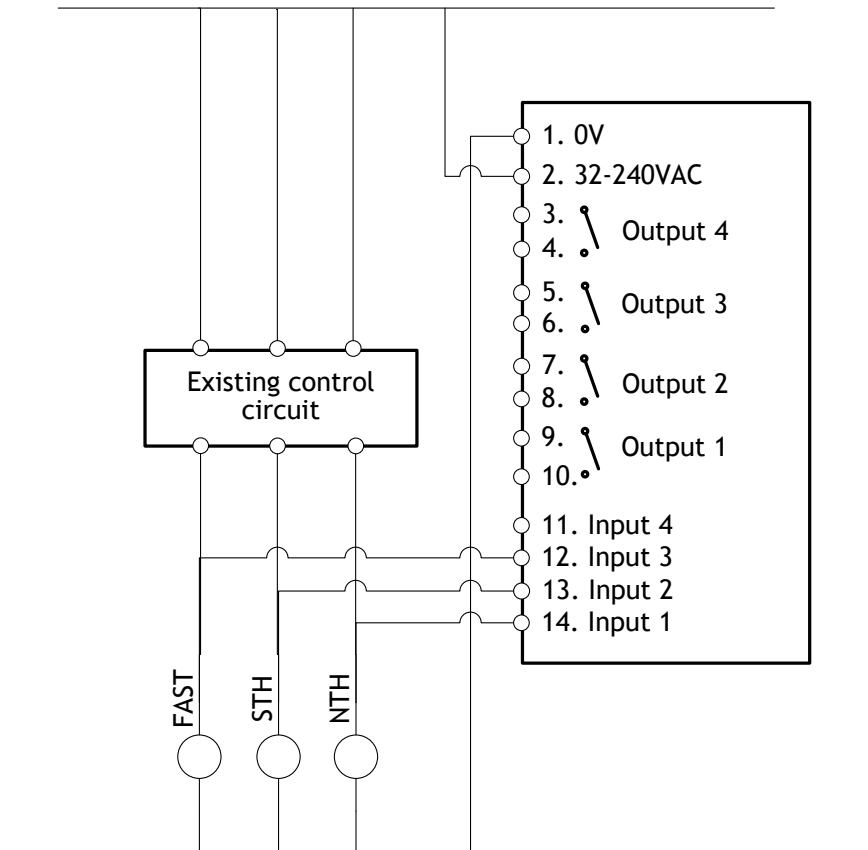 1. 0V
2. 32-240VAC
3.
Output 4
4.
5.
Output 3
6.
Existing control
circuit
7.
Output 2
8.
9.
Output 1
10.
11. Input 4
12. Input 3
13. Input 2
14. Input 1
FAST
STH
NTH